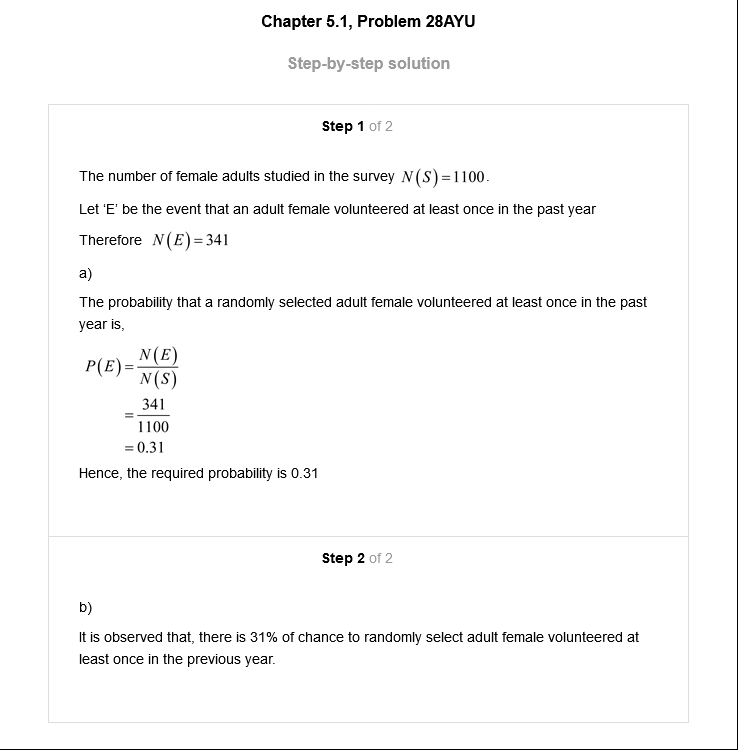 Chapter 5.1, Problem 28AYU
Step-by-step solution
Step 1 of 2
The number of female adults studied in the survey N(S)=1100.
Let ‘E’ be the event that an adult female volunteered at least once in the past year
Therefore N(E)=341
a)
The probability that a randomly selected adult female volunteered at least once in the past
year is,
P(E)=N(E)/N(S)
=341/1100
=0.31
Hence, the required probability is 0.31
Step 2 of 2
b)
It is observed that, there is 31% of chance to randomly select adult female volunteered at
least once in the previous year.